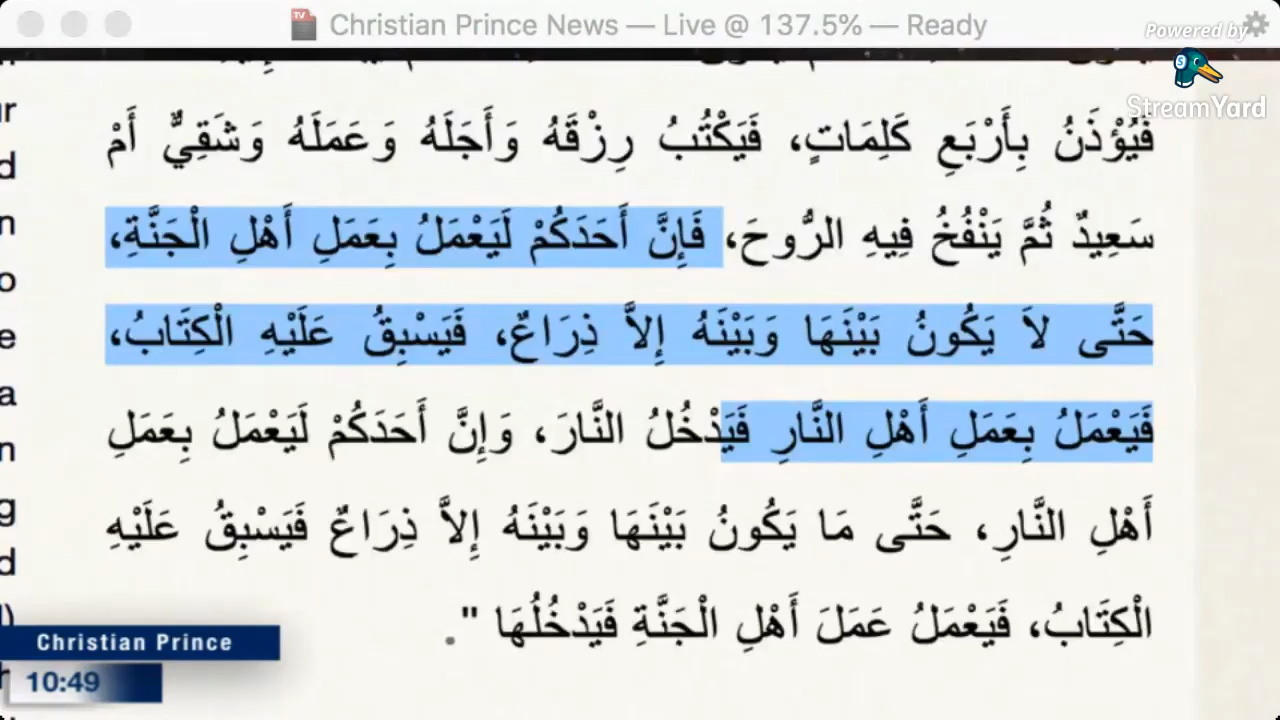 Christian Prince News — Live @ 137.5% — Ready
Powered by
StreamYard
فَيُؤْذَنُ بِأَرْبَعِ كَلِمَاتٍ، فَيَكْتُبُ رِزْقَهُ وَأَجَلَهُ وَعَمَلَهُ وَشَقِيٌّ أَمْ
سَعِيدٌ ثُمَّ يَنْفُخُ فِيهِ الرُّوحَ، فَإِنَّ أَحَدَكُمْ لَيَعْمَلُ بِعَمَلِ أَهْلِ الْجَنَّةِ،
حَتَّى لاَ يَكُونُ بَيْنَهَا وَبَيْنَهُ إِلاَّ ذِرَاعٌ، فَيَسْبِقُ عَلَيْهِ الْكِتَابُ،
فَيَعْمَلُ بِعَمَلِ أَهْلِ النَّارِ فَيَدْخُلُ النَّارَ، وَإِنَّ أَحَدَكُمْ لَيَعْمَلُ بِعَمَلِ
أَهْلِ النَّارِ، حَتَّى مَا يَكُونُ بَيْنَهَا وَبَيْنَهُ إِلاَّ ذِرَاعٌ فَيَسْبِقُ عَلَيْهِ
الْكِتَابُ، فَيَعْمَلُ عَمَلَ أَهْلِ الْجَنَّةِ فَيَدْخُلُهَا ‏"‏‏.‏
Christian Prince
10:49